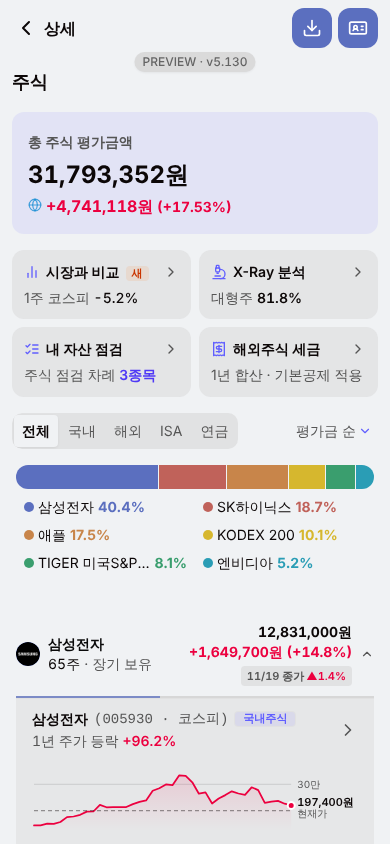 상세
PREVIEW · v5.130
주식
총 주식 평가금액
31,793,352원
+4,741,118원 (+17.53%)
시장과 비교 새
1주 코스피 -5.2%
X-Ray 분석
대형주 81.8%
내 자산 점검
주식 점검 차례 3종목
해외주식 세금
1년 합산 · 기본공제 적용
전체 국내 해외 ISA 연금 평가금 순
삼성전자 40.4% SK하이닉스 18.7%
애플 17.5% KODEX 200 10.1%
TIGER 미국S&P... 8.1% 엔비디아 5.2%
삼성전자
65주 · 장기 보유
12,831,000원
+1,649,700원 (+14.8%)
11/19 종가 ▲1.4%
삼성전자 (005930 · 코스피) 국내주식
1년 주가 등락 +96.2%
30만
197,400원
현재가